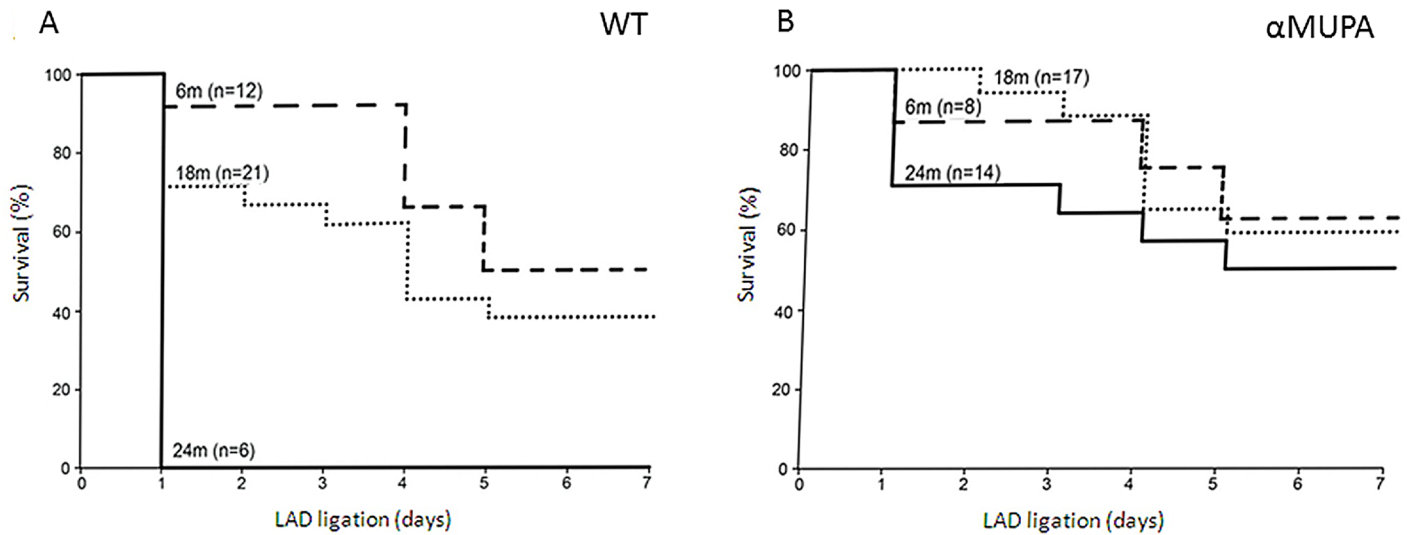 A
WT
100
80
60
40
20
0
Survival (%)
6m (n=12)
18m (n=21)
24m (n=6)
0 1 2 3 4 5 6 7
LAD ligation (days)
B
αMUPA
100
80
60
40
20
0
Survival (%)
18m (n=17)
6m (n=8)
24m (n=14)
0 1 2 3 4 5 6 7
LAD ligation (days)